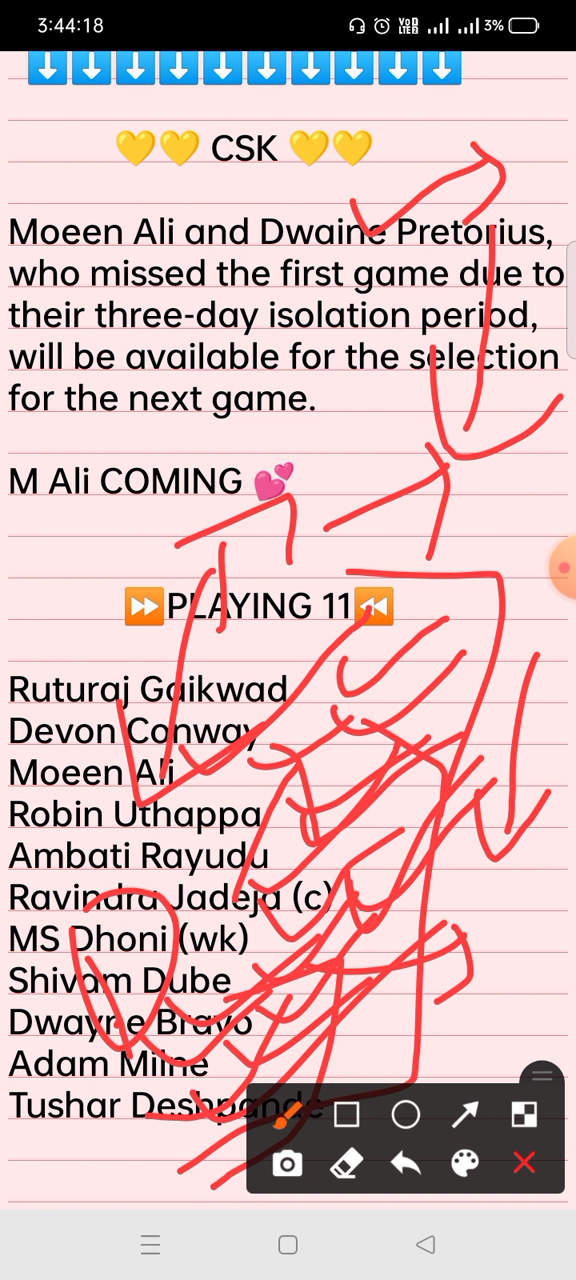 3:44:18 Vo LTE 2 3%
CSK
Moeen Ali and Dwaine Pretorius,
who missed the first game due to
their three-day isolation period,
will be available for the selection
for the next game.
M Ali COMING
PLAYING 11
Ruturaj Gaikwad
Devon Conway
Moeen Ali
Robin Uthappa
Ambati Rayudu
Ravindra Jadeja (c)
MS Dhoni (wk)
Shivam Dube
Dwayne Bravo
Adam Milne
Tushar Deshpande